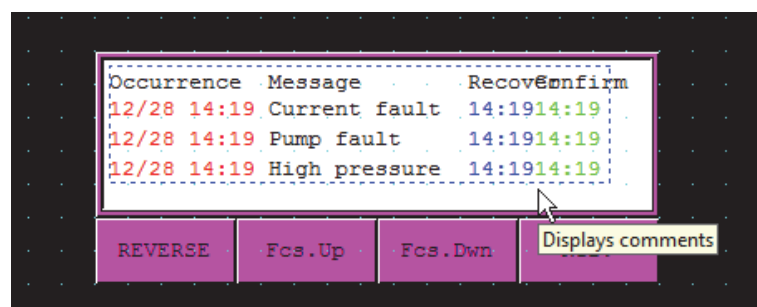 Occurrence Message Recover Confirm
12/28 14:19 Current fault 14:19 14:19
12/28 14:19 Pump fault 14:19 14:19
12/28 14:19 High pressure 14:19 14:19
REVERSE Fcs.Up Fcs.Dwn
Displays comments